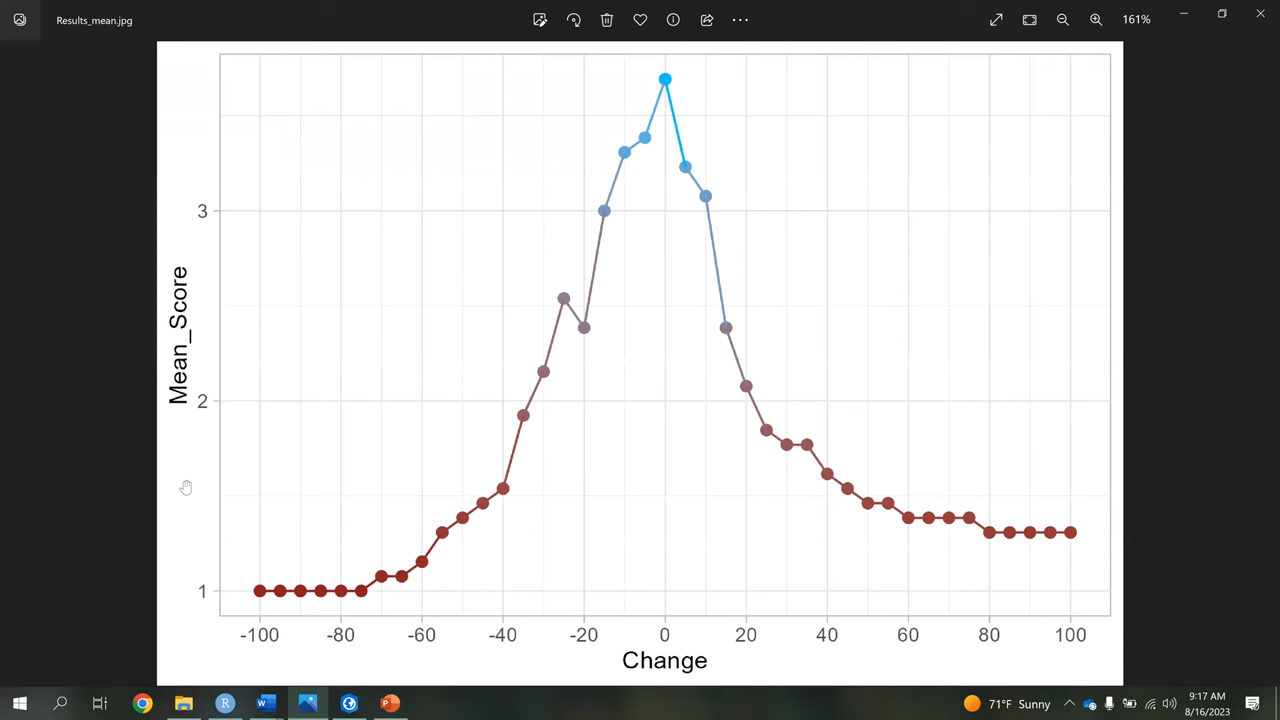 Results_mean.jpg
161%
Mean_Score
3
2
1
-100 -80 -60 -40 -20 0 20 40 60 80 100
Change
71°F Sunny
9:17 AM
8/16/2023